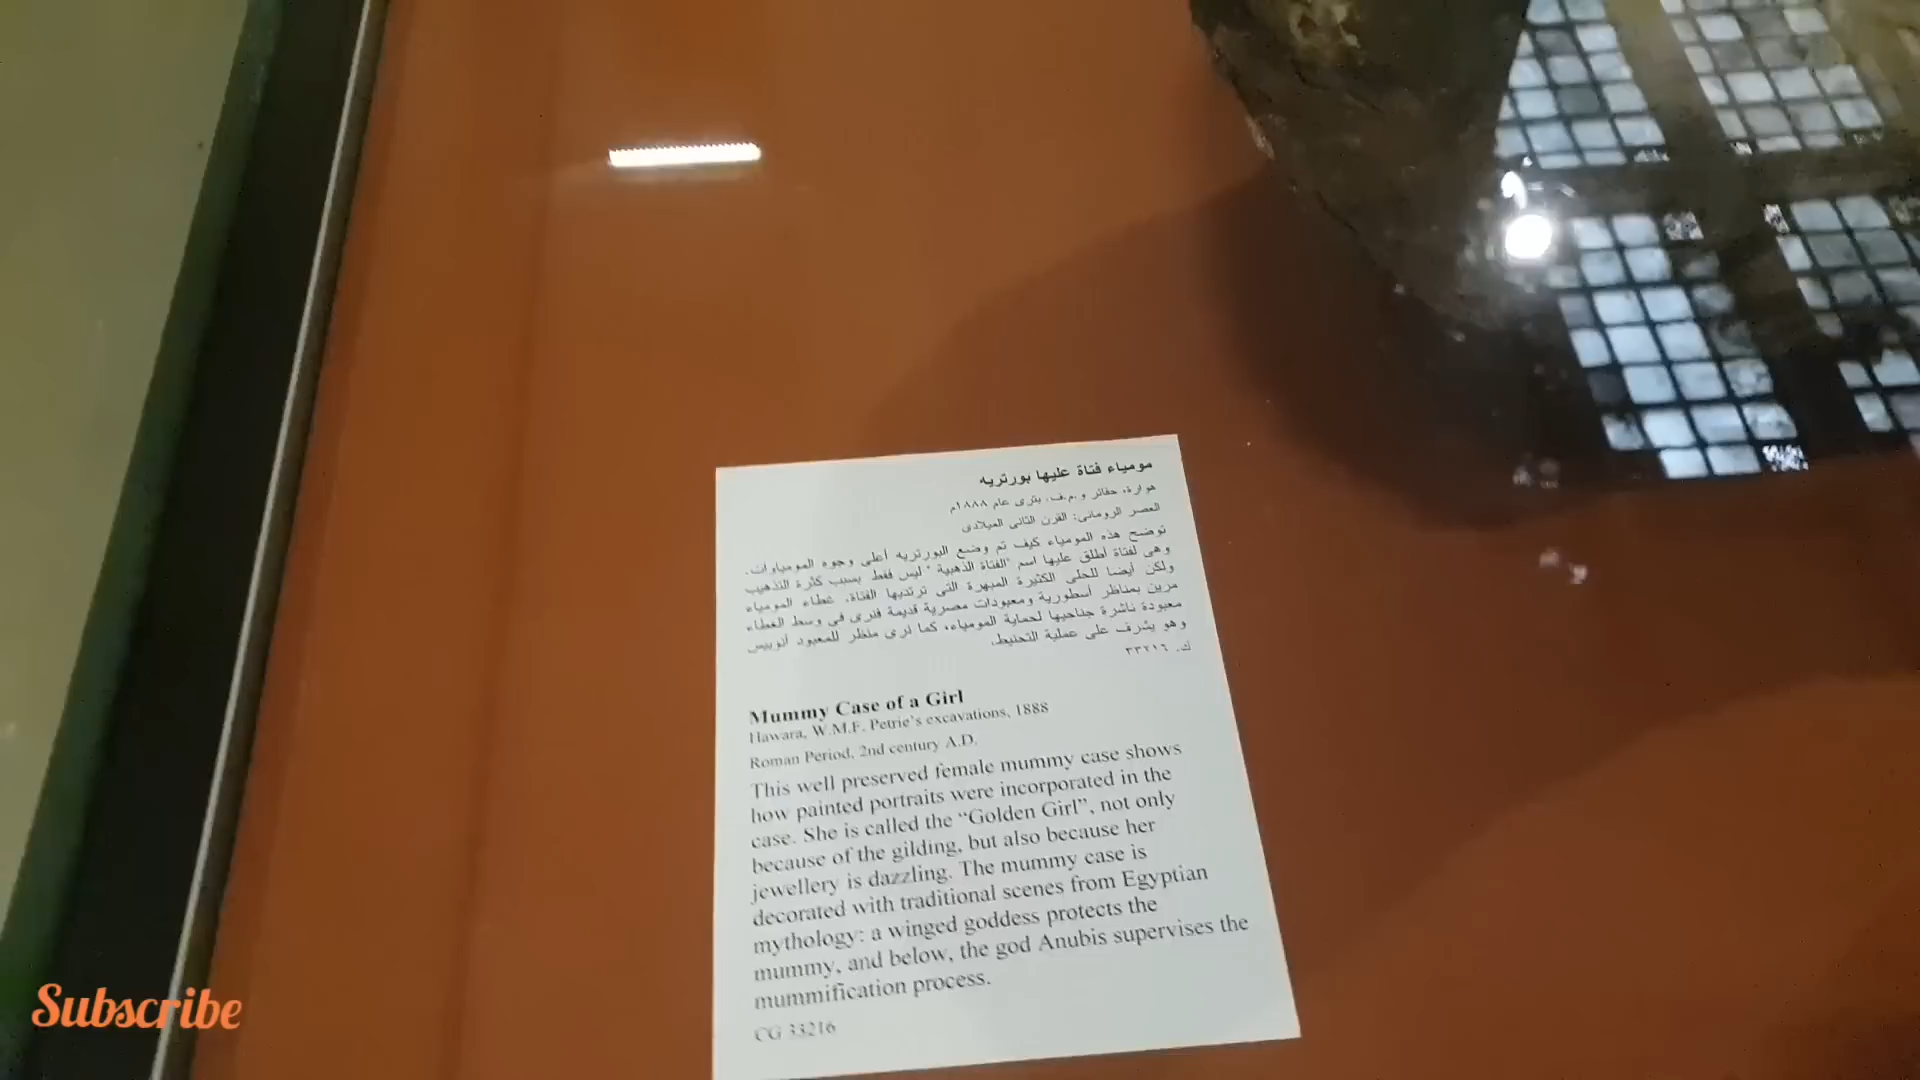 مومياء فتاة عليها بورتريه
هوارة، حفائر و.م.ف. بترى عام ١٨٨٨م
العصر الرومانى: القرن الثانى الميلادى
توضح هذه المومياء كيف تم وضع البورتريه أعلى وجوه المومياوات.
وهى لفتاة أطلق عليها اسم "الفتاة الذهبية" ليس فقط بسبب كثرة التذهيب
ولكن أيضا للحلى الكثيرة المبهرة التى ترتديها الفتاة. غطاء المومياء
مزين بمناظر أسطورية ومعبودات مصرية قديمة فنرى فى وسط الغطاء
معبودة ناشرة جناحيها لحماية المومياء، كما نرى منظر للمعبود أنوبيس
وهو يشرف على عملية التحنيط.
ك. ٣٣٢١٦
Mummy Case of a Girl
Hawara, W.M.F. Petrie's excavations, 1888
Roman Period, 2nd century A.D.
This well preserved female mummy case shows
how painted portraits were incorporated in the
case. She is called the “Golden Girl”, not only
because of the gilding, but also because her
jewellery is dazzling. The mummy case is
decorated with traditional scenes from Egyptian
mythology: a winged goddess protects the
mummy, and below, the god Anubis supervises the
mummification process.
CG 33216
Subscribe